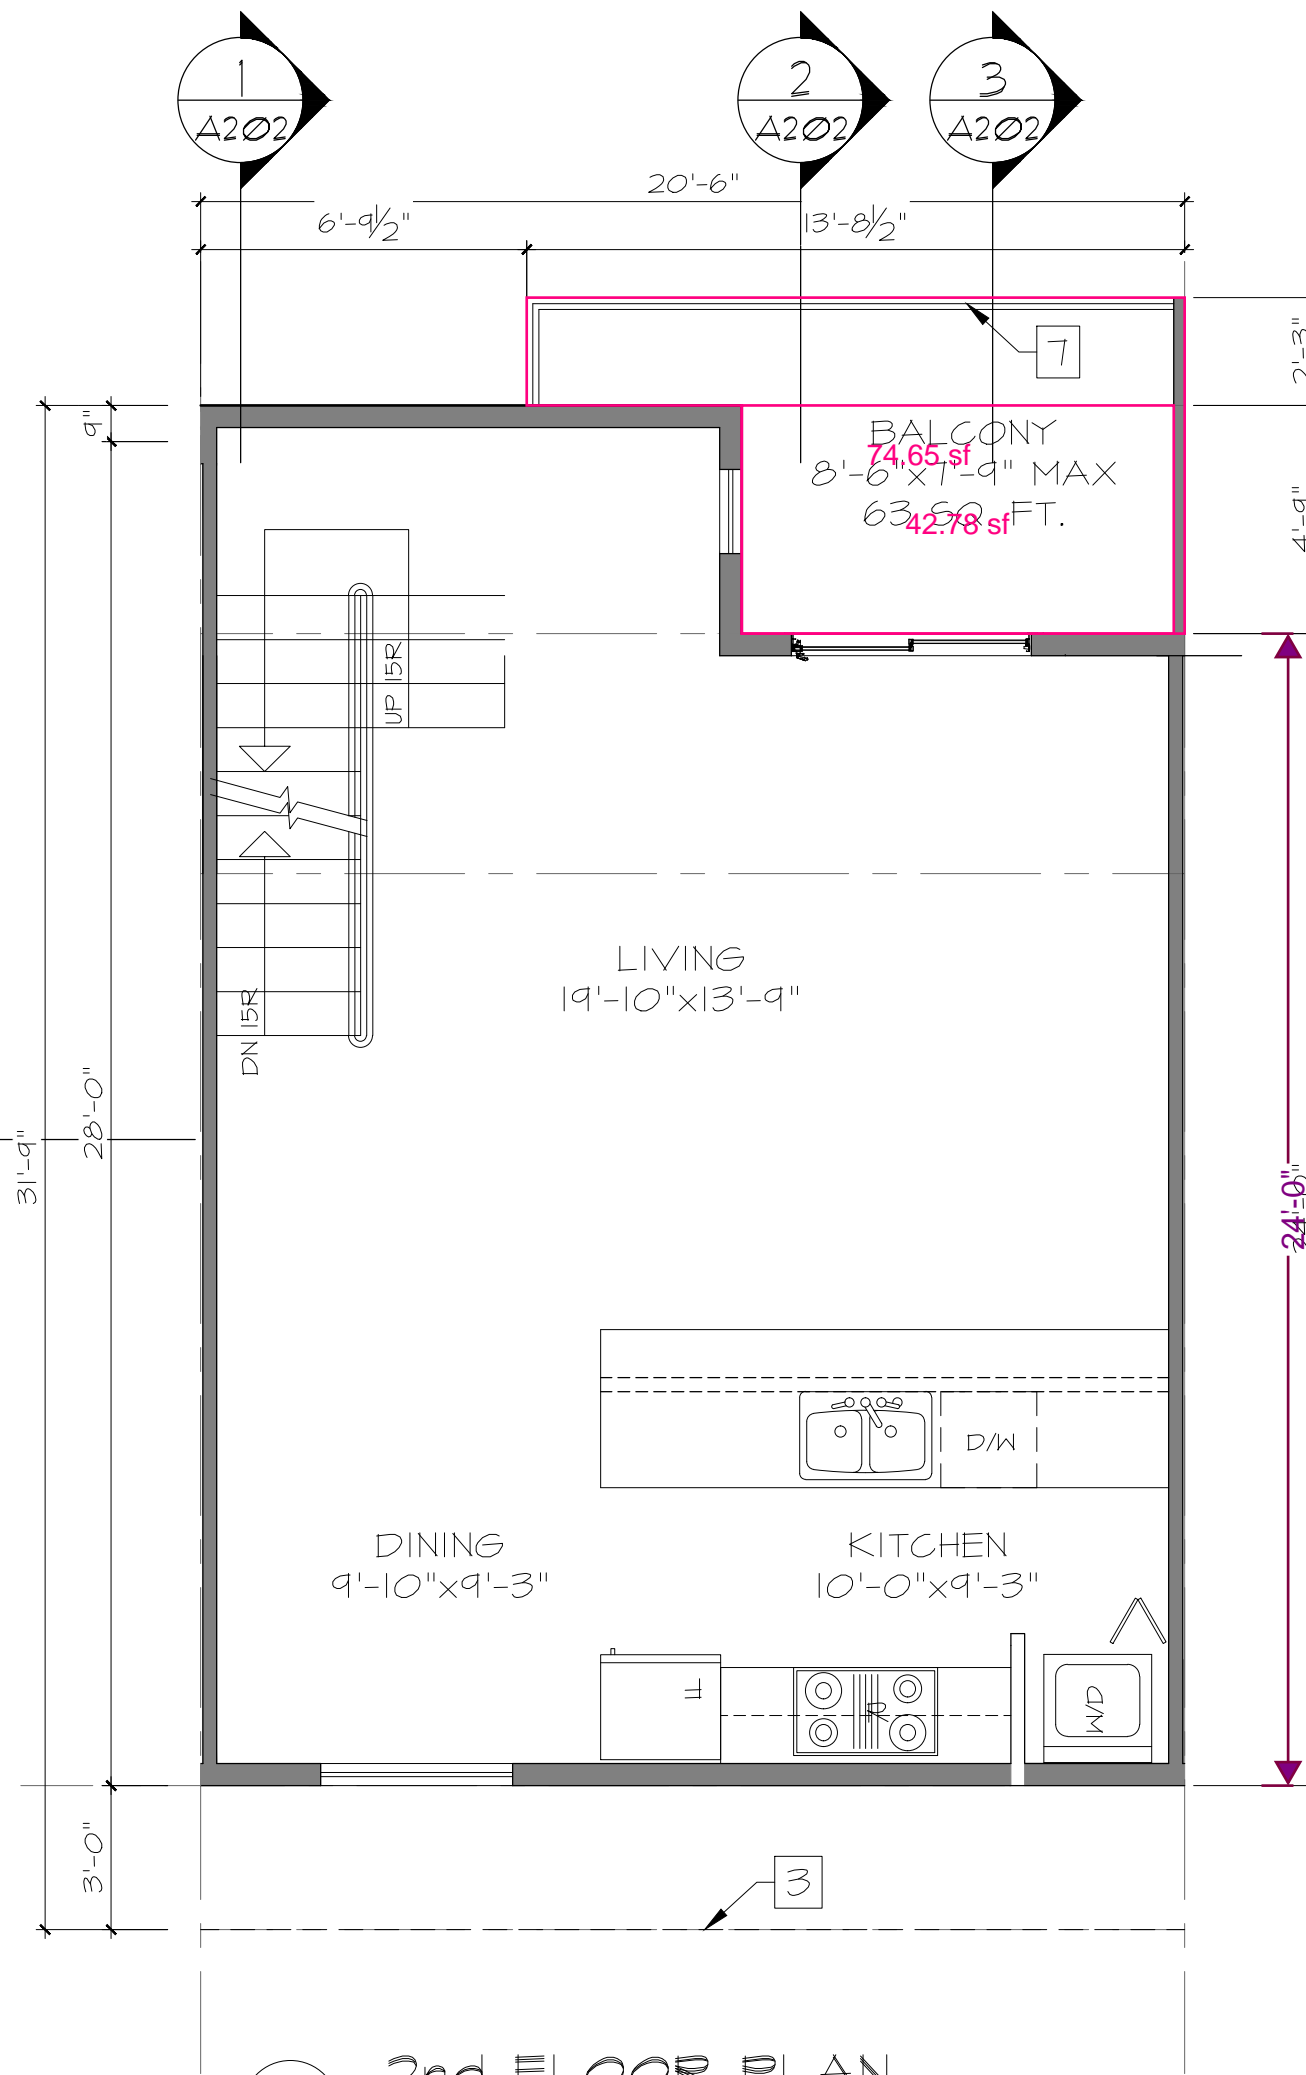 1
A202
2
A202
3
A202
20'-6"
6'-9½"
13'-8½"
7
2'-3"
9"
BALCONY
74.65 sf
8'-6"x7'-9" MAX
63 SQ. FT.
42.78 sf
4'-9"
UP 15R
DN 15R
LIVING
19'-10"x13'-9"
28'-0"
31'-9"
24'-0"
D/W
DINING
9'-10"x9'-3"
KITCHEN
10'-0"x9'-3"
F
R
W/D
3'-0"
3
2nd FLOOR PLAN